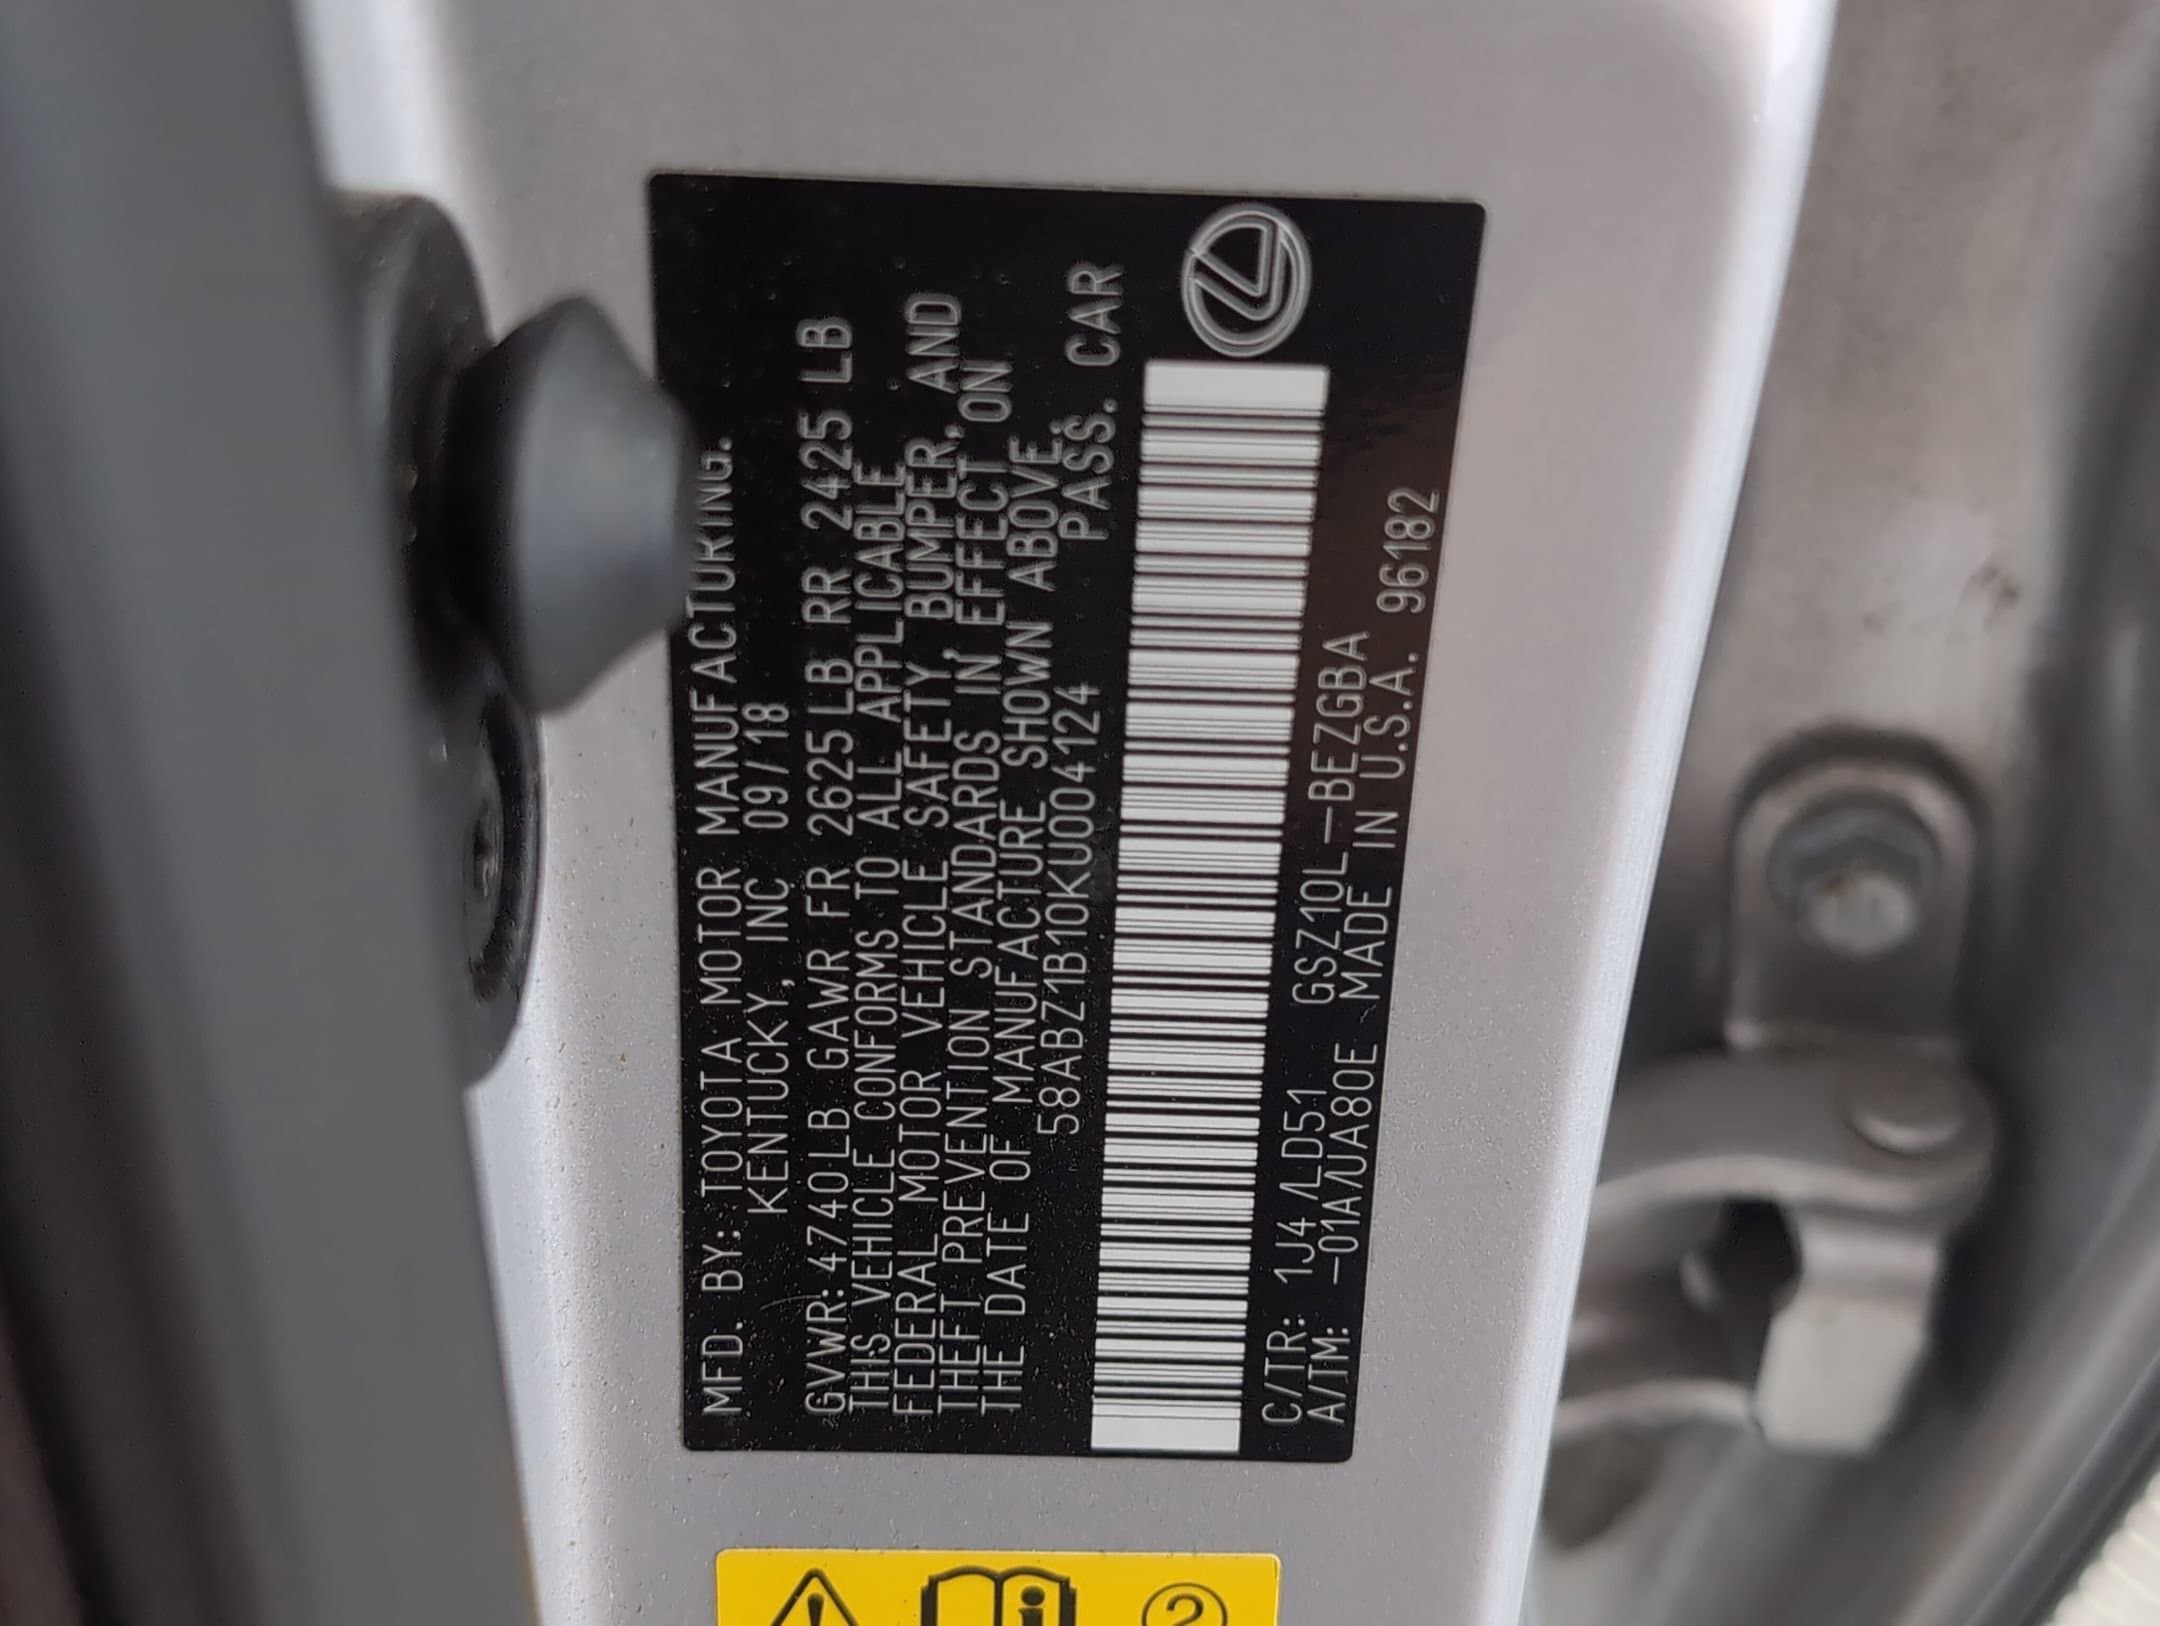 MFD. BY: TOYOTA MOTOR MANUFACTURING.
KENTUCKY, INC 09/18
GVWR: 4740LB GAWR FR 2625LB RR 2425 LB
THIS VEHICLE CONFORMS TO ALL APPLICABLE
FEDERAL MOTOR VEHICLE SAFETY, BUMPER, AND
THEFT PREVENTION STANDARDS IN EFFECT ON
THE DATE OF MANUFACTURE SHOWN ABOVE.
58ABZ1B10KU004124 PASS. CAR
C/TR: 1J4 /LD51 GSZ10L-BEZGBA
A/TM: -01A/UA80E MADE IN U.S.A. 96182
2